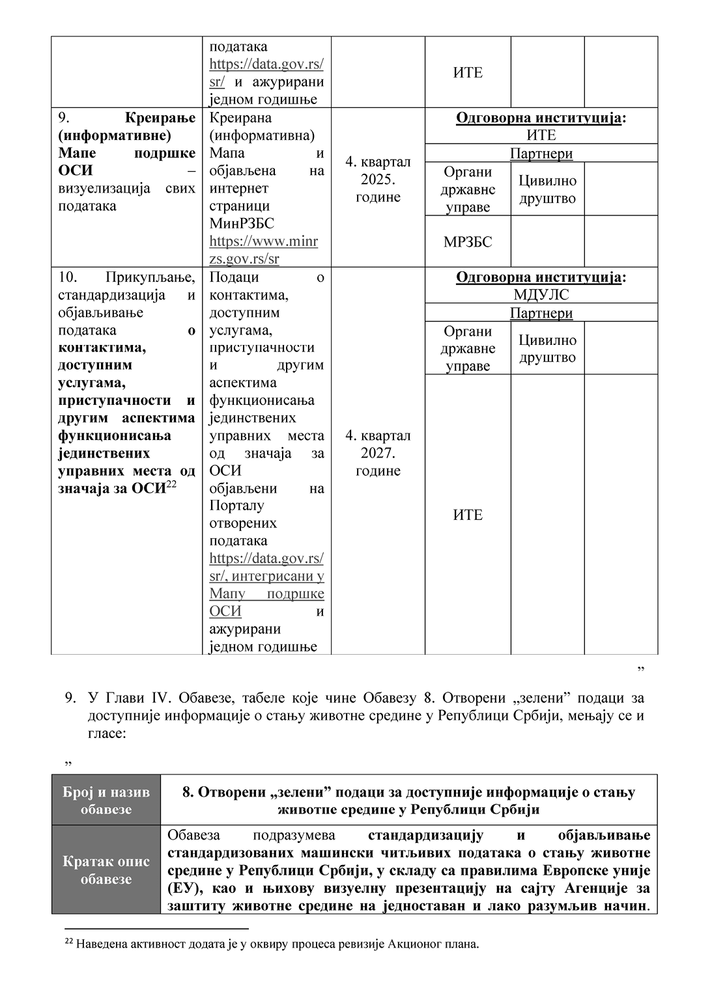 података
https://data.gov.rs/
sr/ и ажурирани
једном годишње
ИТЕ
9. Креирање
(информативне)
Мапе подршке
ОСИ –
визуелизација свих
података
Креирана
(информативна)
Мапа и
објављена на
интернет
страници
МинРЗБС
https://www.minr
zs.gov.rs/sr
4. квартал
2025.
године
Одговорна институција:
ИТЕ
Партнери
Органи
државне
управе
Цивилно
друштво
МРЗБС
10. Прикупљање,
стандардизација и
објављивање
података о
контактима,
доступним
услугама,
приступачности и
другим аспектима
функционисања
јединствених
управних места од
значаја за ОСИ22
Подаци о
контактима,
доступним
услугама,
приступачности
и другим
аспектима
функционисања
јединствених
управних места
од значаја за
ОСИ
објављени на
Порталу
отворених
података
https://data.gov.rs/
sr/, интегрисани у
Мапу подршке
ОСИ и
ажурирани
једном годишње
4. квартал
2027.
године
Одговорна институција:
МДУЛС
Партнери
Органи
државне
управе
Цивилно
друштво
ИТЕ
”
9. У Глави IV. Обавезе, табеле које чине Обавезу 8. Отворени „зелени” подаци за
доступније информације о стању животне средине у Републици Србији, мењају се и
гласе:
„
Број и назив
обавезе
8. Отворени „зелени” подаци за доступније информације о стању
животне средине у Републици Србији
Кратак опис
обавезе
Обавеза подразумева стандардизацију и објављивање
стандардизованих машински читљивих података о стању животне
средине у Републици Србији, у складу са правилима Европске уније
(ЕУ), као и њихову визуелну презентацију на сајту Агенције за
заштиту животне средине на једноставан и лако разумљив начин.
22 Наведена активност додата је у оквиру процеса ревизије Акционог плана.